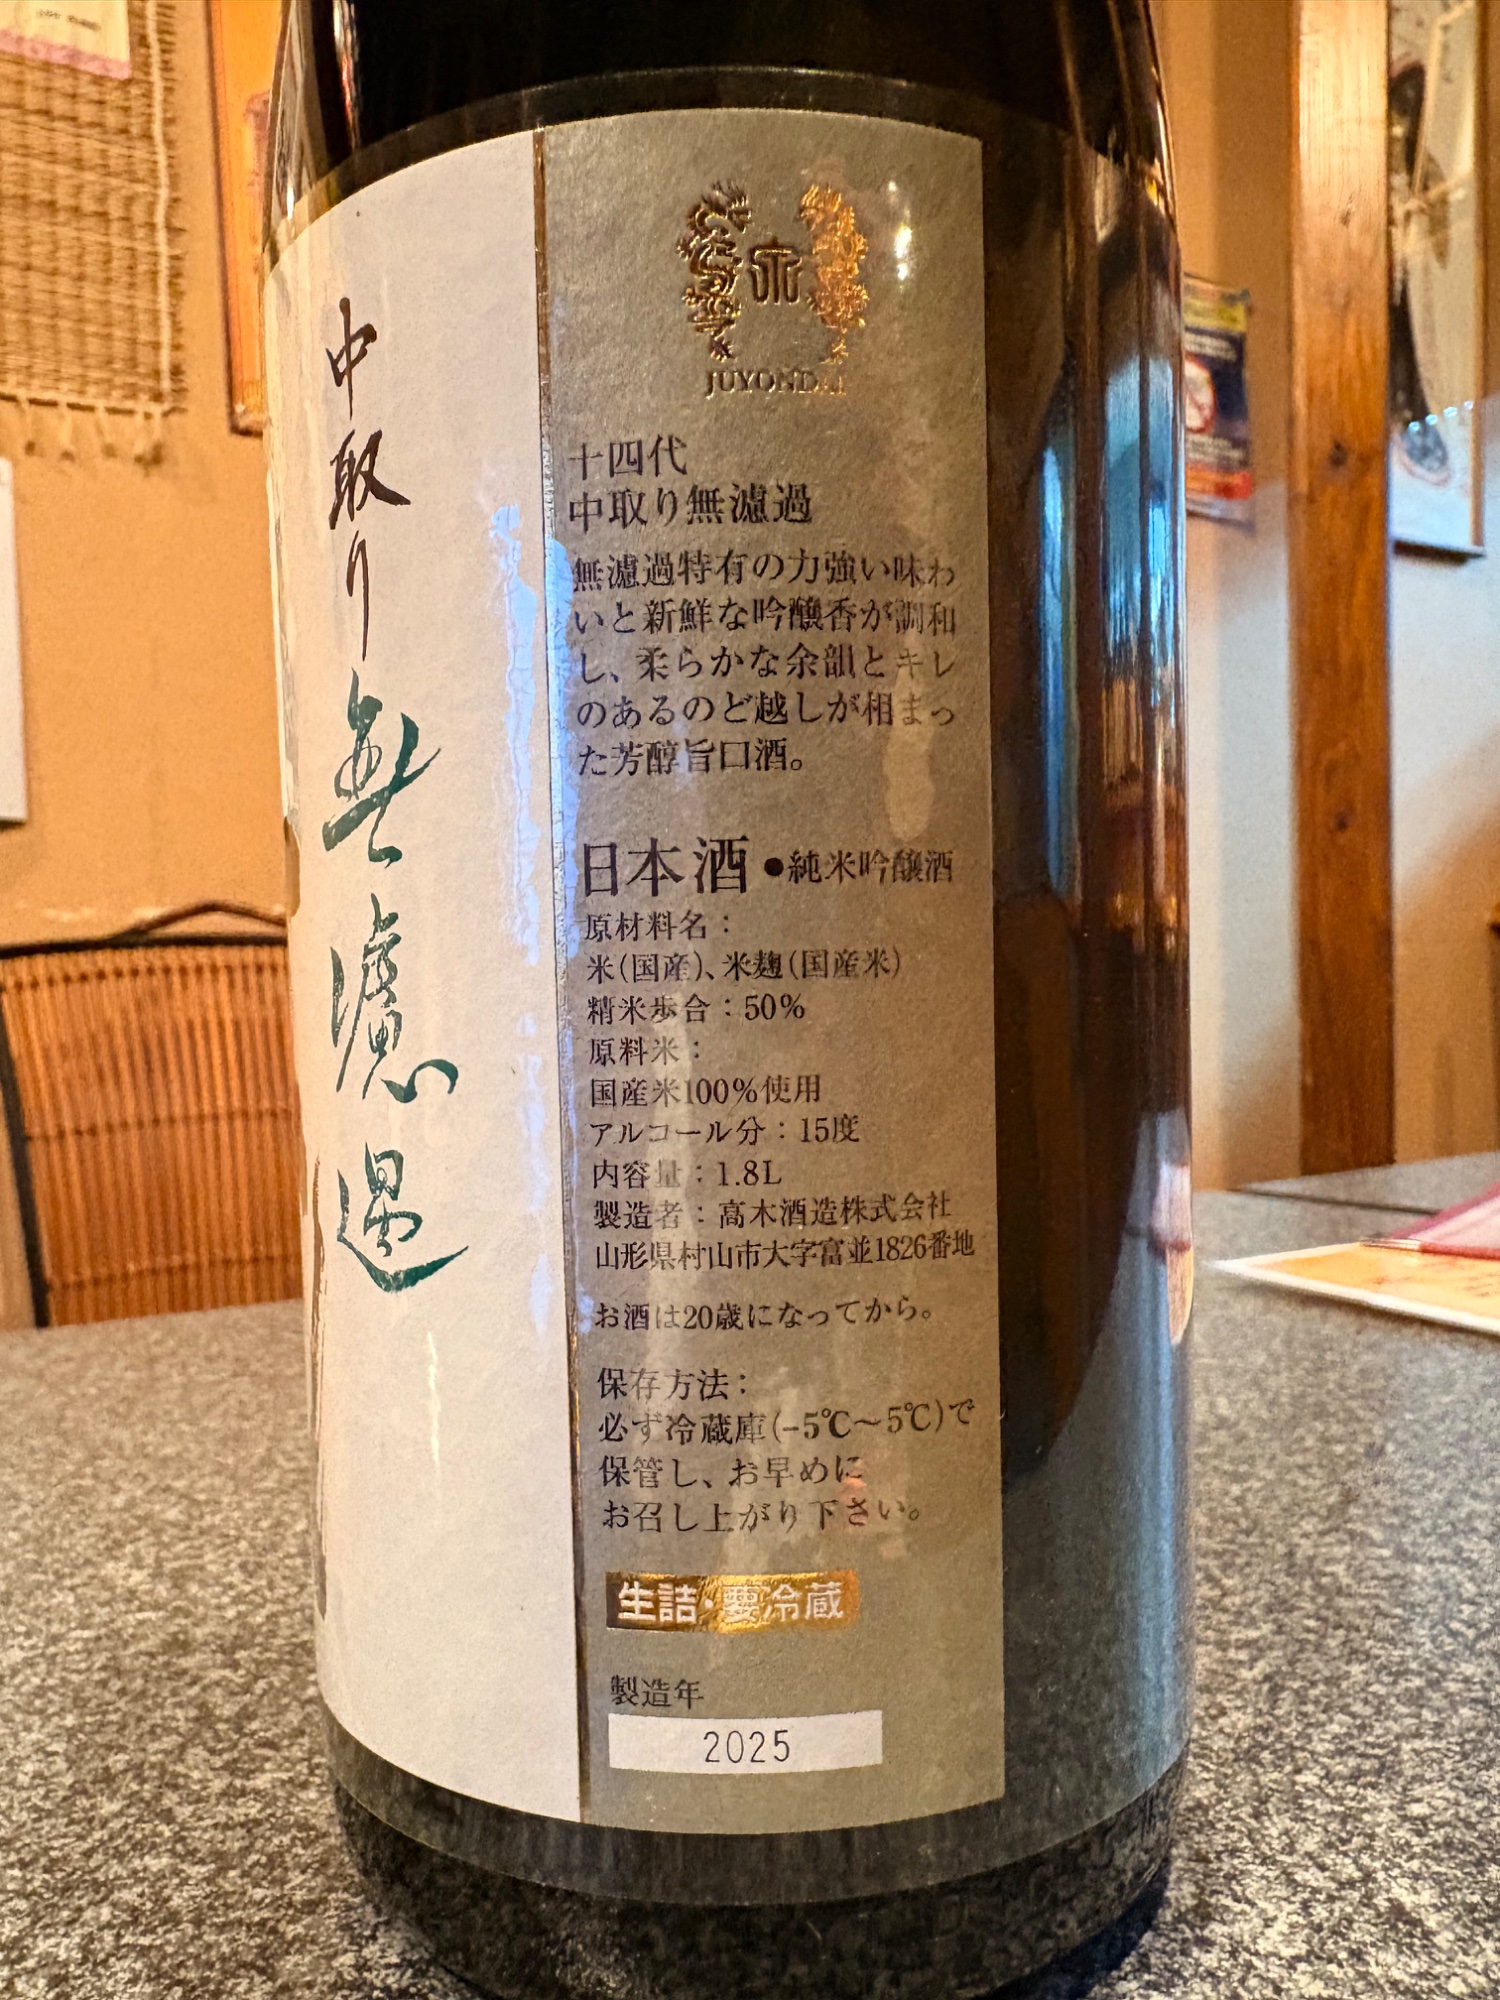 中取り無濾過
JUYONDAI
十四代
中取り無濾過
無濾過特有の力強い味わ
いと新鮮な吟醸香が調和
し、柔らかな余韻とキレ
のあるのど越しが相まっ
た芳醇旨口酒。
日本酒●純米吟醸酒
原材料名：
米(国産)、米麹(国産米)
精米歩合：50%
原料米：
国産米100%使用
アルコール分：15度
内容量：1.8L
製造者：高木酒造株式会社
山形県村山市大字富並1826番地
お酒は20歳になってから。
保存方法：
必ず冷蔵庫(−5℃〜5℃)で
保管し、お早めに
お召し上がり下さい。
生詰・要冷蔵
製造年
2025